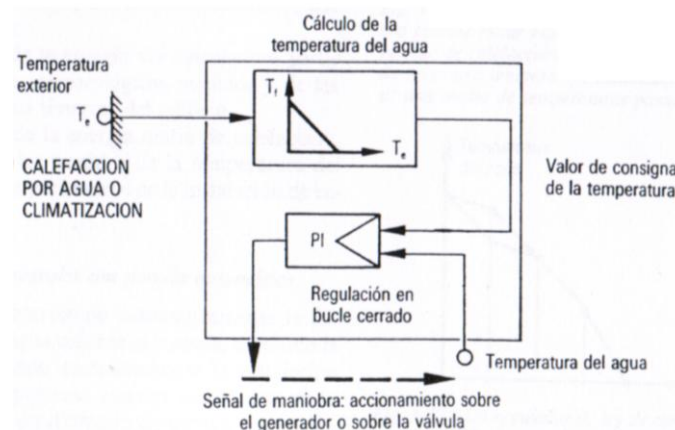 Cálculo de la
temperatura del agua
Temperatura
exterior
Tf
Te
Te
CALEFACCION
POR AGUA O
CLIMATIZACION
Valor de consigna
de la temperatura
PI
Regulación en
bucle cerrado
Temperatura del agua
Señal de maniobra: accionamiento sobre
el generador o sobre la válvula